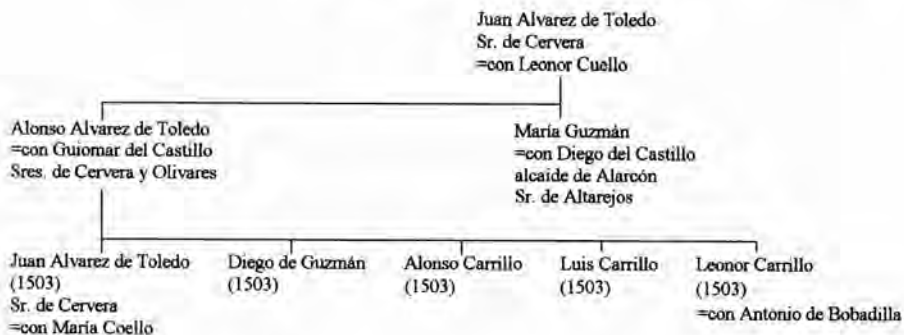 Juan Alvarez de Toledo
Sr. de Cervera
=con Leonor Cuello
Alonso Alvarez de Toledo
=con Guiomar del Castillo
Sres. de Cervera y Olivares
María Guzmán
=con Diego del Castillo
alcaide de Alarcón
Sr. de Altarejos
Juan Alvarez de Toledo
(1503)
Sr. de Cervera
=con María Coello
Diego de Guzmán
(1503)
Alonso Carrillo
(1503)
Luis Carrillo
(1503)
Leonor Carrillo
(1503)
=con Antonio de Bobadilla